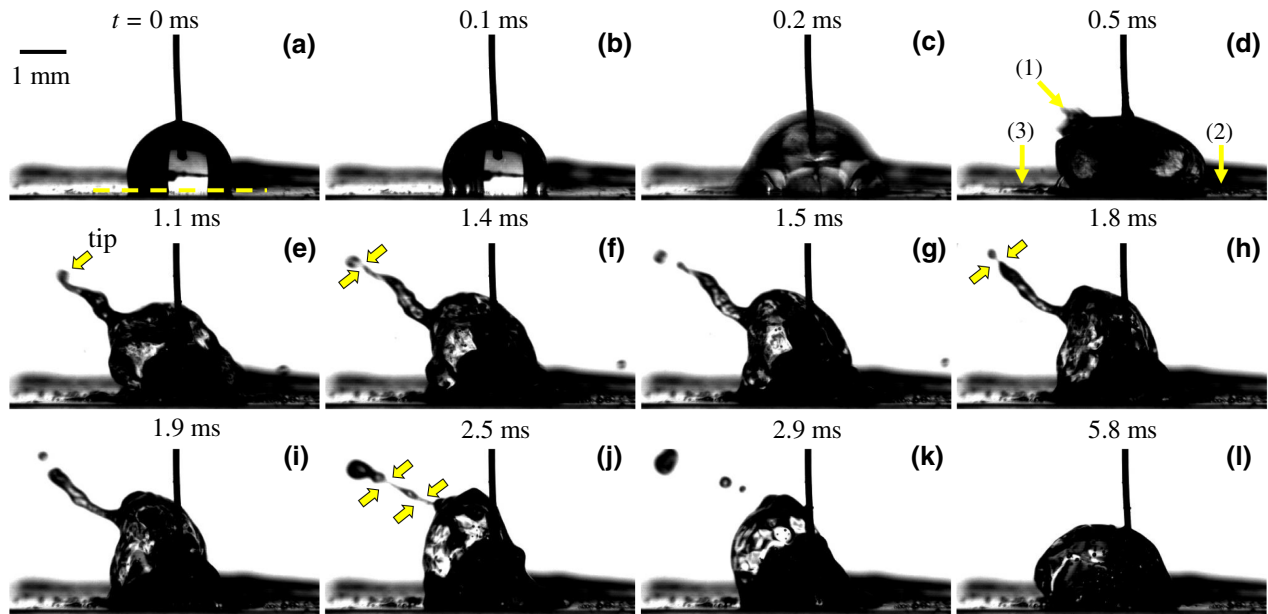 t = 0 ms
(a)
1 mm
0.1 ms
(b)
0.2 ms
(c)
0.5 ms
(d)
(1)
(3)
(2)
1.1 ms
tip
(e)
1.4 ms
(f)
1.5 ms
(g)
1.8 ms
(h)
1.9 ms
(i)
2.5 ms
(j)
2.9 ms
(k)
5.8 ms
(l)